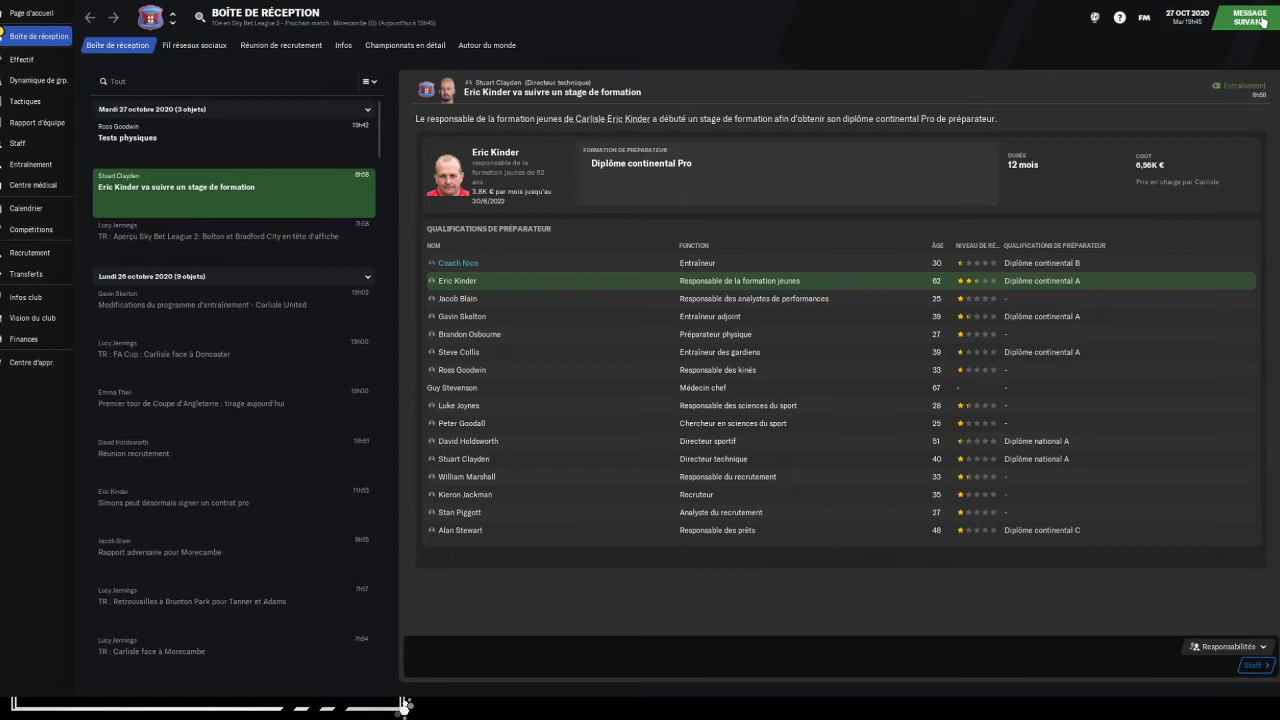 Page d'accueil
Boîte de réception
Effectif
Dynamique de grp.
Tactiques
Rapport d'équipe
Staff
Entraînement
Centre médical
Calendrier
Compétitions
Recrutement
Transferts
Infos club
Vision du club
Finances
Centre d'appr.
BOÎTE DE RÉCEPTION
10e en Sky Bet League 2 - Prochain match : Morecambe (D) (Aujourd'hui à 19h45)
FM
27 OCT 2020
Mar 19h45
MESSAGE
SUIVANT
Boîte de réception
Fil réseaux sociaux
Réunion de recrutement
Infos
Championnats en détail
Autour du monde
Tout
Mardi 27 octobre 2020 (3 objets)
Ross Goodwin 19h42
Tests physiques
Stuart Clayden 8h58
Eric Kinder va suivre un stage de formation
Lucy Jennings 7h58
TR : Aperçu Sky Bet League 2: Bolton et Bradford City en tête d'affiche
Lundi 26 octobre 2020 (9 objets)
Gavin Skelton 19h02
Modifications du programme d'entraînement - Carlisle United
Lucy Jennings 19h00
TR : FA Cup : Carlisle face à Doncaster
Emma Thiel 19h00
Premier tour de Coupe d'Angleterre : tirage aujourd'hui
David Holdsworth 16h51
Réunion recrutement
Eric Kinder 11h53
Simons peut désormais signer un contrat pro
Jacob Blain 8h55
Rapport adversaire pour Morecambe
Lucy Jennings 7h57
TR : Retrouvailles à Brunton Park pour Tanner et Adams
Lucy Jennings 7h54
TR : Carlisle face à Morecambe
Stuart Clayden (Directeur technique)
Eric Kinder va suivre un stage de formation
Entraînement
8h58
Le responsable de la formation jeunes de Carlisle Eric Kinder a débuté un stage de formation afin d'obtenir son diplôme continental Pro de préparateur.
Eric Kinder
responsable de la
formation jeunes de 62
ans
3,8K € par mois jusqu'au
30/6/2022
FORMATION DE PRÉPARATEUR
Diplôme continental Pro
DURÉE
12 mois
COÛT
6,56K €
Pris en charge par Carlisle
QUALIFICATIONS DE PRÉPARATEUR
NOM FONCTION ÂGE NIVEAU DE RÉ... QUALIFICATIONS DE PRÉPARATEUR
Coach Nico Entraîneur 30 Diplôme continental B
Eric Kinder Responsable de la formation jeunes 62 Diplôme continental A
Jacob Blain Responsable des analystes de performances 25 -
Gavin Skelton Entraîneur adjoint 39 Diplôme continental A
Brandon Osbourne Préparateur physique 27 -
Steve Collis Entraîneur des gardiens 39 Diplôme continental A
Ross Goodwin Responsable des kinés 33 -
Guy Stevenson Médecin chef 67 - -
Luke Joynes Responsable des sciences du sport 28 -
Peter Goodall Chercheur en sciences du sport 25 -
David Holdsworth Directeur sportif 51 Diplôme national A
Stuart Clayden Directeur technique 40 Diplôme national A
William Marshall Responsable du recrutement 33 -
Kieron Jackman Recruteur 35 -
Stan Piggott Analyste du recrutement 27 -
Alan Stewart Responsable des prêts 48 Diplôme continental C
Responsabilités
Staff >